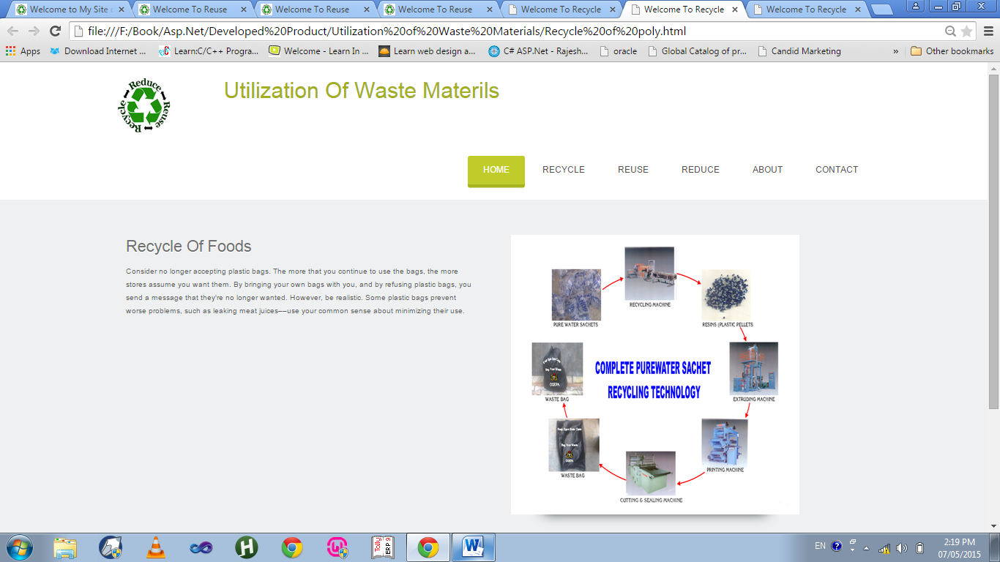 Welcome to My Site
Welcome To Reuse
Welcome To Reuse
Welcome To Reuse
Welcome To Recycle
Welcome To Recycle
Welcome To Recycle
file:///F:/Book/Asp.Net/Developed%20Product/Utilization%20of%20Waste%20Materials/Recycle%20of%20poly.html
Apps Download Internet ... Learn:C/C++ Progra... Welcome - Learn In ... Learn web design a... C# ASP.Net - Rajesh... oracle Global Catalog of pr... Candid Marketing » Other bookmarks
Reduce
Reuse
Recycle
Utilization Of Waste Materils
HOME RECYCLE REUSE REDUCE ABOUT CONTACT
Recycle Of Foods
Consider no longer accepting plastic bags. The more that you continue to use the bags, the more
stores assume you want them. By bringing your own bags with you, and by refusing plastic bags, you
send a message that they're no longer wanted. However, be realistic. Some plastic bags prevent
worse problems, such as leaking meat juices—use your common sense about minimizing their use.
RECYCLING MACHINE
PURE WATER SACHETS
RESINS (PLASTIC PELLETS
COMPLETE PUREWATER SACHET
RECYCLING TECHNOLOGY
OGEPA
WASTE BAG
EXTRUDING MACHINE
Bag Your Waste
OGEPA
WASTE BAG
PRINTING MACHINE
CUTTING & SEALING MACHINE
Tally
ERP 9
EN
2:19 PM
07/05/2015